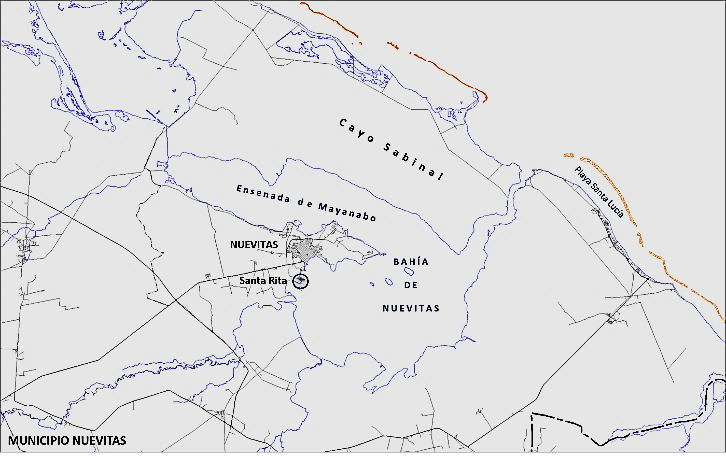 Cayo Sabinal
Playa Santa Lucía
Ensenada de Mayanabo
NUEVITAS
BAHÍA
DE
NUEVITAS
Santa Rita
MUNICIPIO NUEVITAS